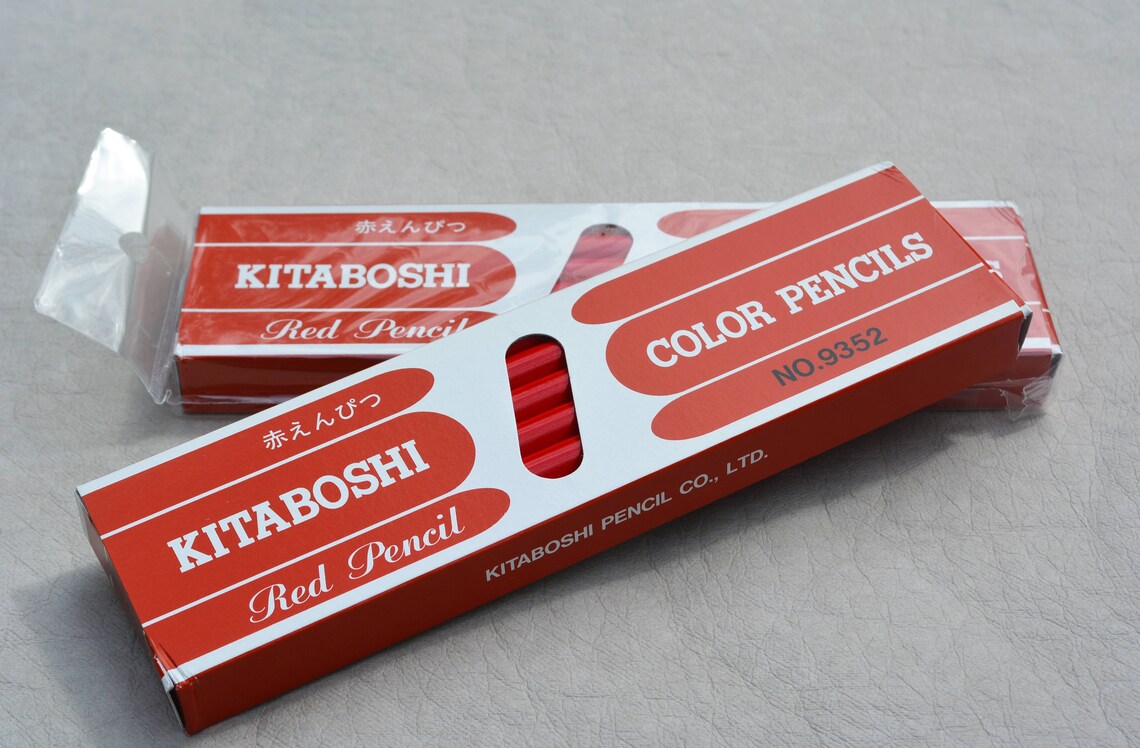 赤えんぴつ
KITABOSHI
Red Pencil
赤えんぴつ
KITABOSHI
Red Pencil
COLOR PENCILS
NO.9352
KITABOSHI PENCIL CO., LTD.